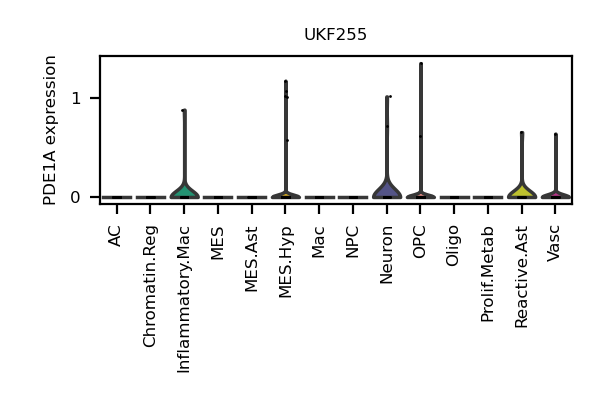 UKF255
PDE1A expression
1
0
AC
Chromatin.Reg
Inflammatory.Mac
MES
MES.Ast
MES.Hyp
Mac
NPC
Neuron
OPC
Oligo
Prolif.Metab
Reactive.Ast
Vasc